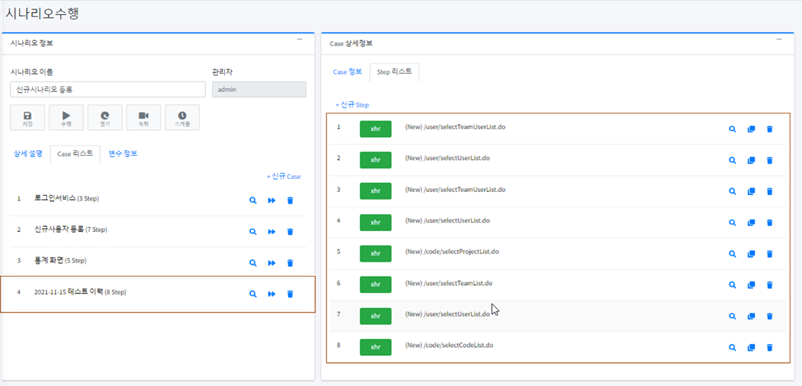 시나리오수행
시나리오 정보
시나리오 이름
관리자
신규시나리오 등록
admin
저장
수행
중지
녹화
스케줄
상세 설명
Case 리스트
변수 정보
+ 신규 Case
1 로그인서비스 (3 Step)
2 신규사용자 등록 (7 Step)
3 통계 화면 (5 Step)
4 2021-11-15 테스트 이력 (8 Step)
Case 상세정보
Case 정보
Step 리스트
+ 신규 Step
1 xhr (New) /user/selectTeamUserList.do
2 xhr (New) /user/selectUserList.do
3 xhr (New) /user/selectTeamUserList.do
4 xhr (New) /user/selectUserList.do
5 xhr (New) /code/selectProjectList.do
6 xhr (New) /user/selectTeamList.do
7 xhr (New) /user/selectUserList.do
8 xhr (New) /code/selectCodeList.do